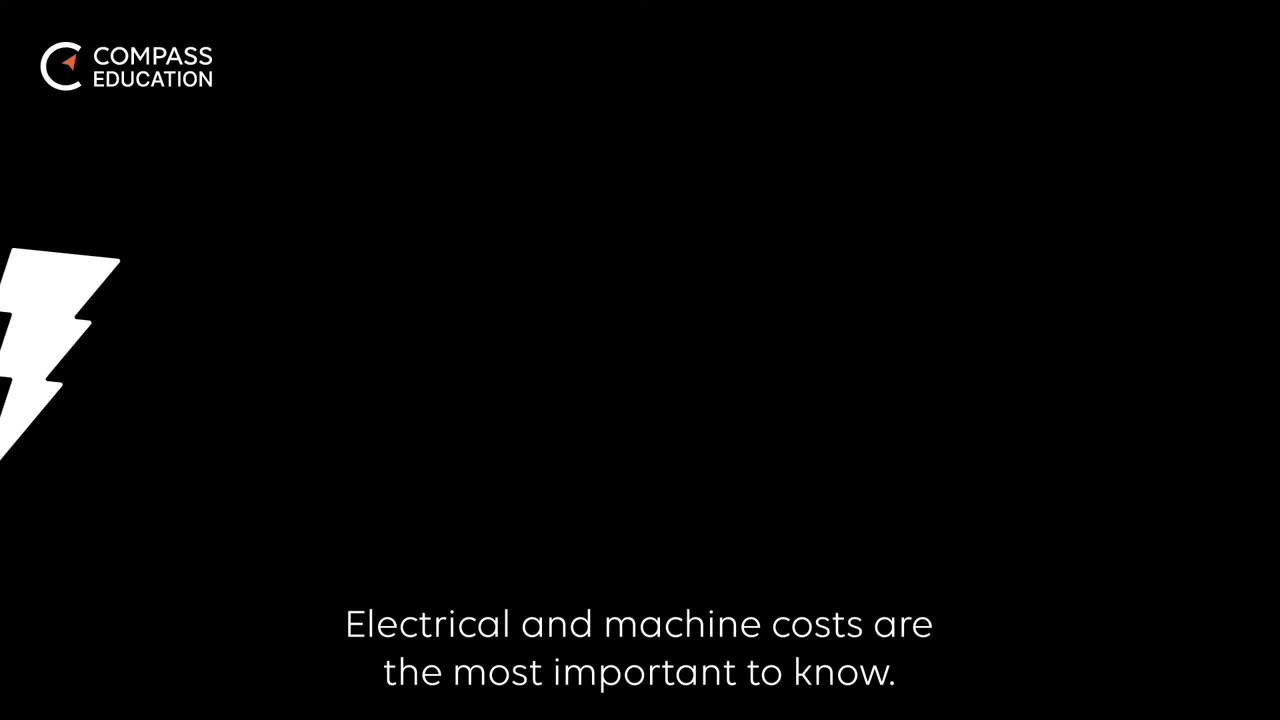 COMPASS
EDUCATION
Electrical and machine costs are
the most important to know.